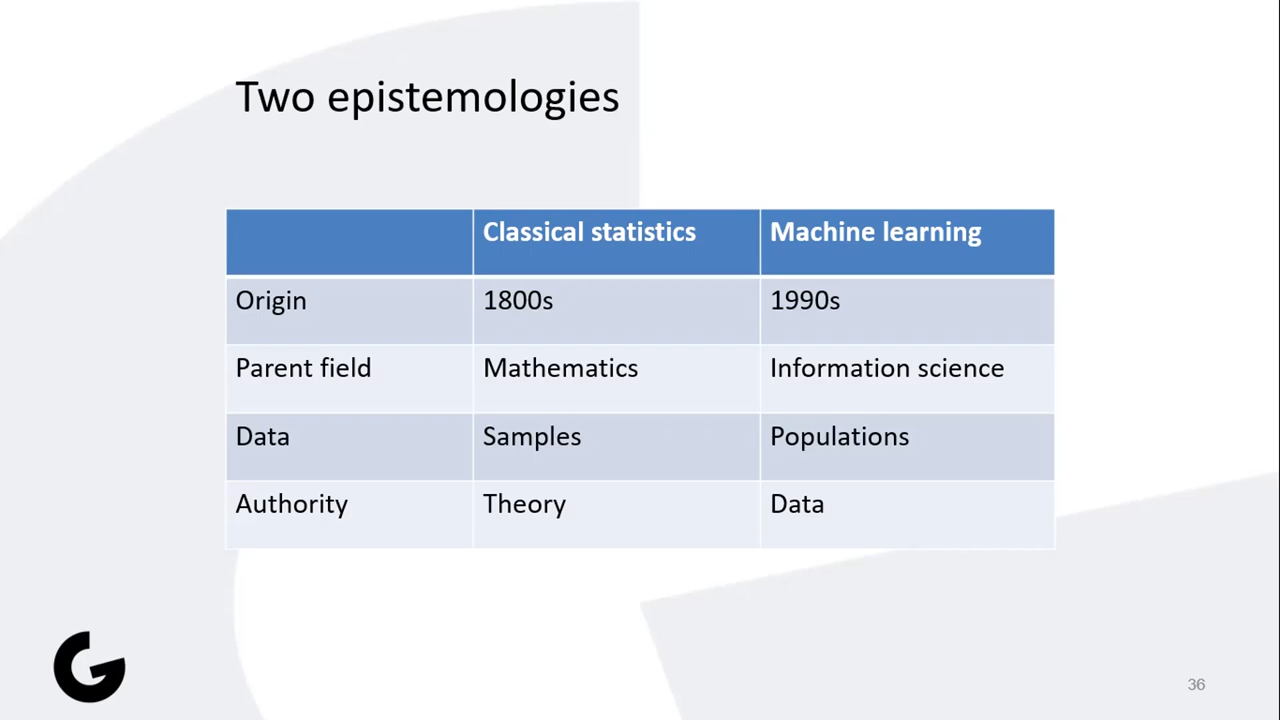 Two epistemologies
Classical statistics Machine learning
Origin 1800s 1990s
Parent field Mathematics Information science
Data Samples Populations
Authority Theory Data
36